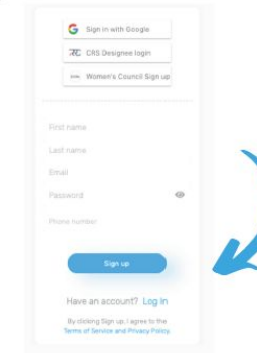 Sign in with Google
CRS Designee login
Women's Council Sign up
First name
Last name
Email
Password
Phone number
Sign up
Have an account? Log in
By clicking Sign up, I agree to the
Terms of Service and Privacy Policy